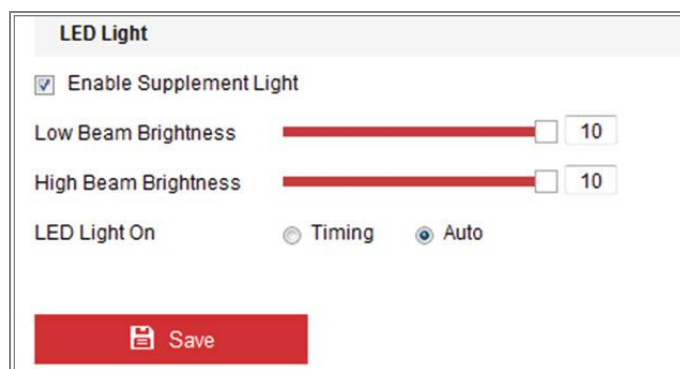 LED Light
Enable Supplement Light
Low Beam Brightness 10
High Beam Brightness 10
LED Light On Timing Auto
Save